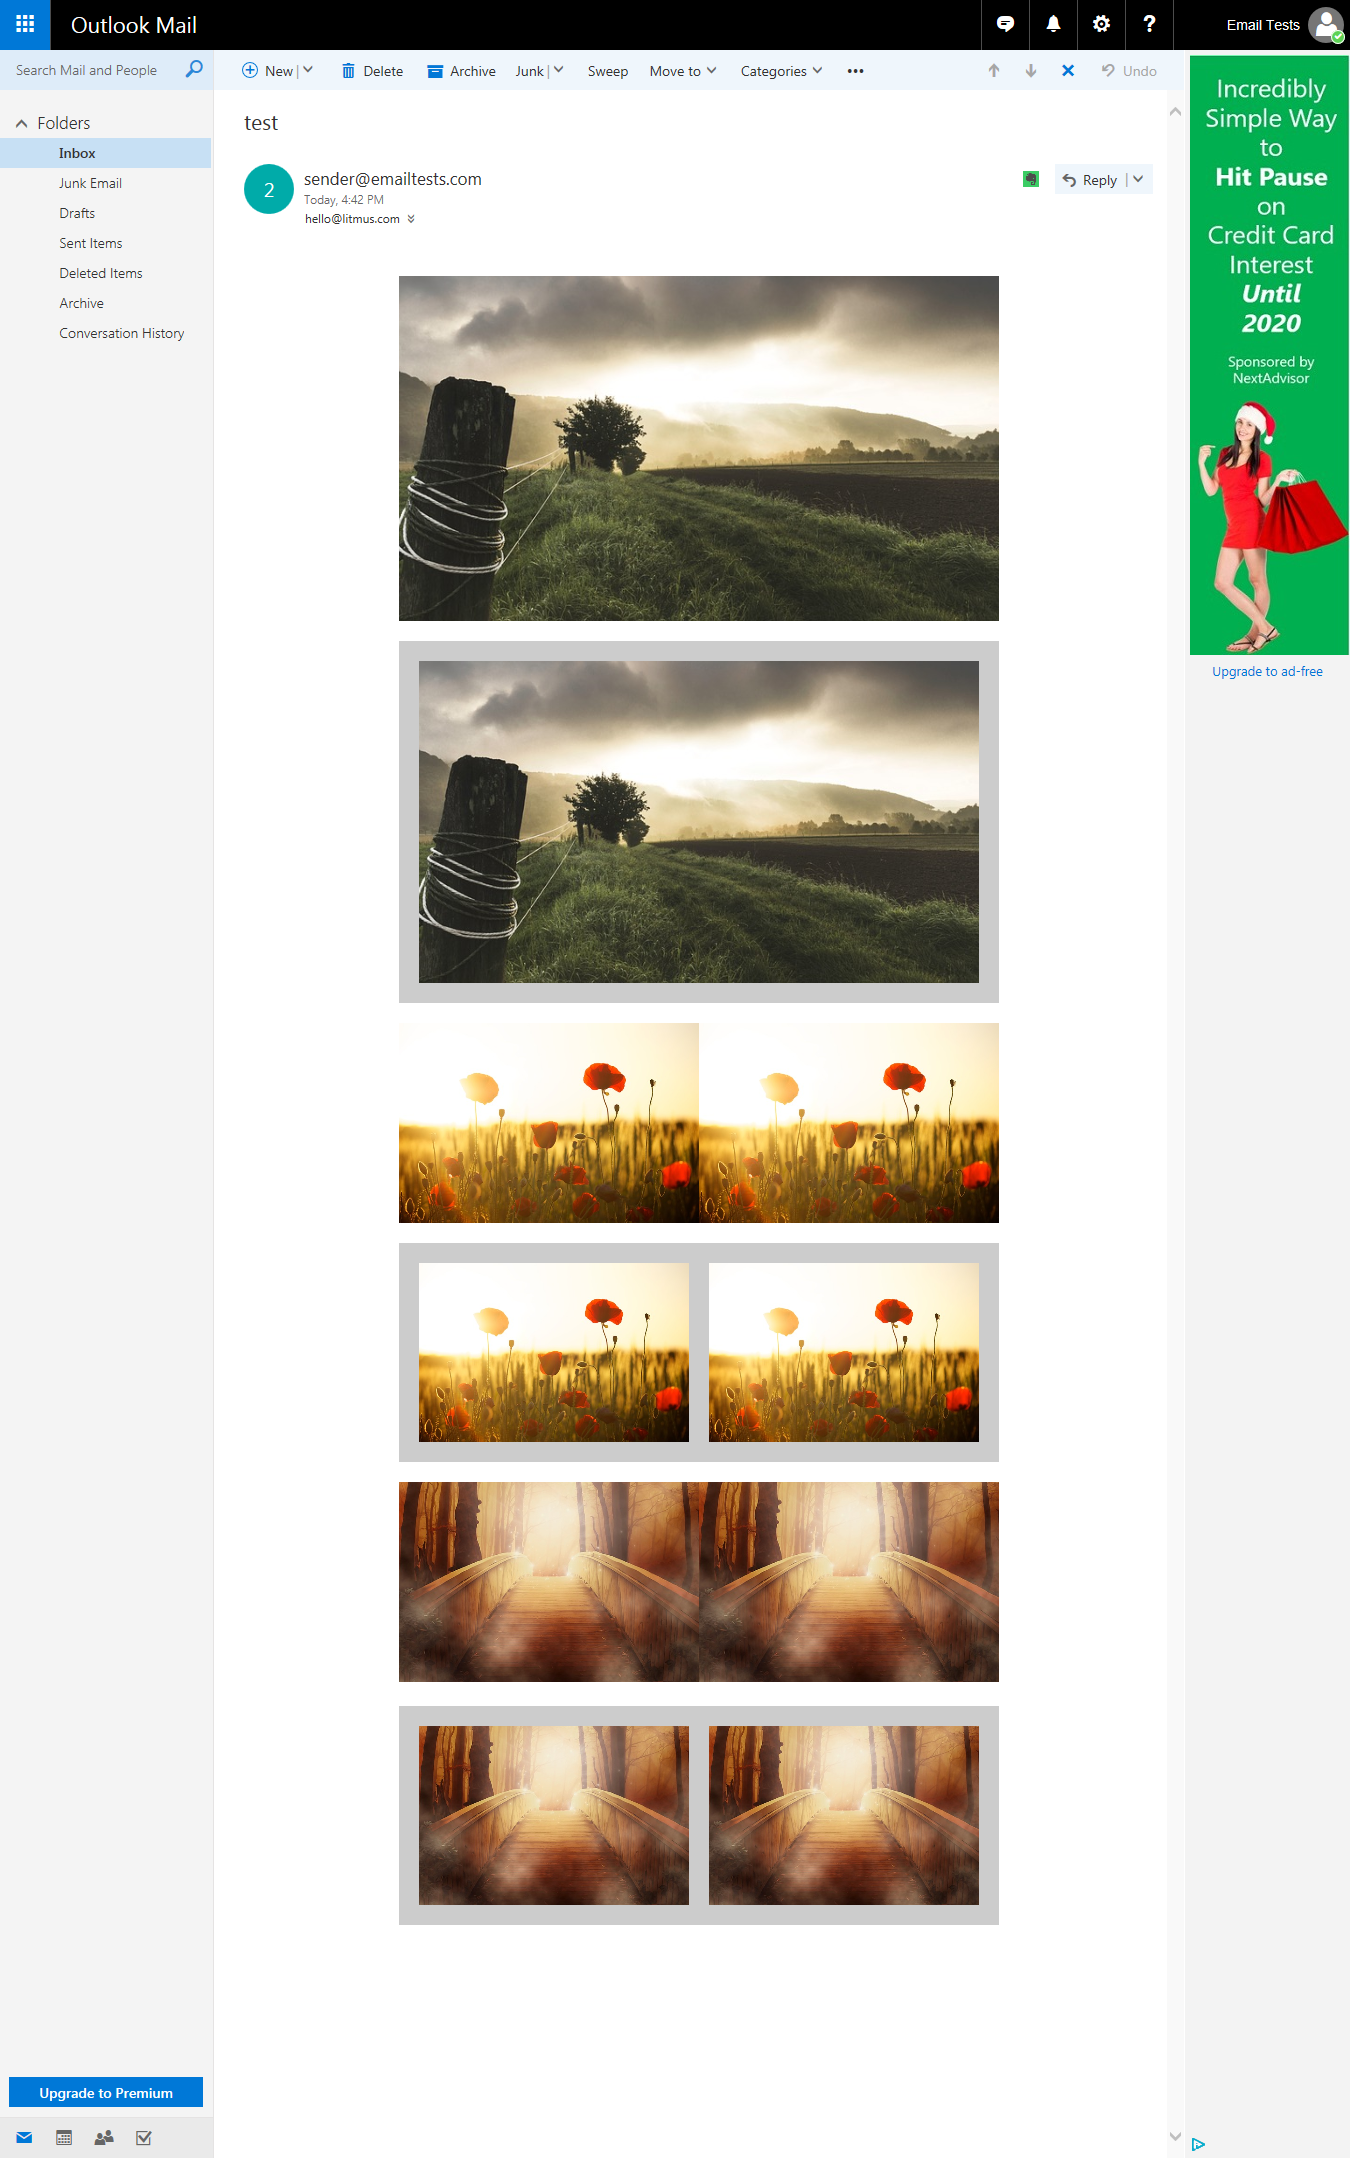 Outlook Mail
?
Email Tests
Search Mail and People
New
Delete
Archive
Junk
Sweep
Move to
Categories
•••
Undo
Folders
Inbox
Junk Email
Drafts
Sent Items
Deleted Items
Archive
Conversation History
test
2
sender@emailtests.com
Today, 4:42 PM
hello@litmus.com
Reply
Incredibly
Simple Way
to
Hit Pause
on
Credit Card
Interest
Until
2020
Sponsored by
NextAdvisor
Upgrade to ad-free
Upgrade to Premium